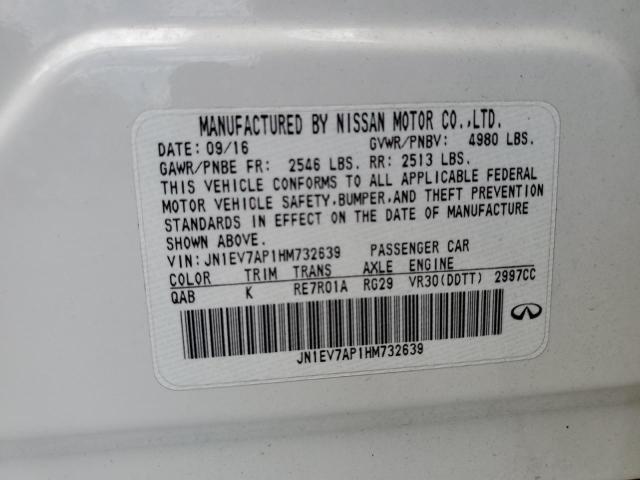 MANUFACTURED BY NISSAN MOTOR CO.,LTD.
DATE: 09/16 GVWR/PNBV: 4980 LBS.
GAWR/PNBE FR: 2546 LBS. RR: 2513 LBS.
THIS VEHICLE CONFORMS TO ALL APPLICABLE FEDERAL
MOTOR VEHICLE SAFETY,BUMPER,AND THEFT PREVENTION
STANDARDS IN EFFECT ON THE DATE OF MANUFACTURE
SHOWN ABOVE.
VIN: JN1EV7AP1HM732639 PASSENGER CAR
COLOR TRIM TRANS AXLE ENGINE
QAB K RE7R01A RG29 VR30(DDTT) 2997CC
JN1EV7AP1HM732639